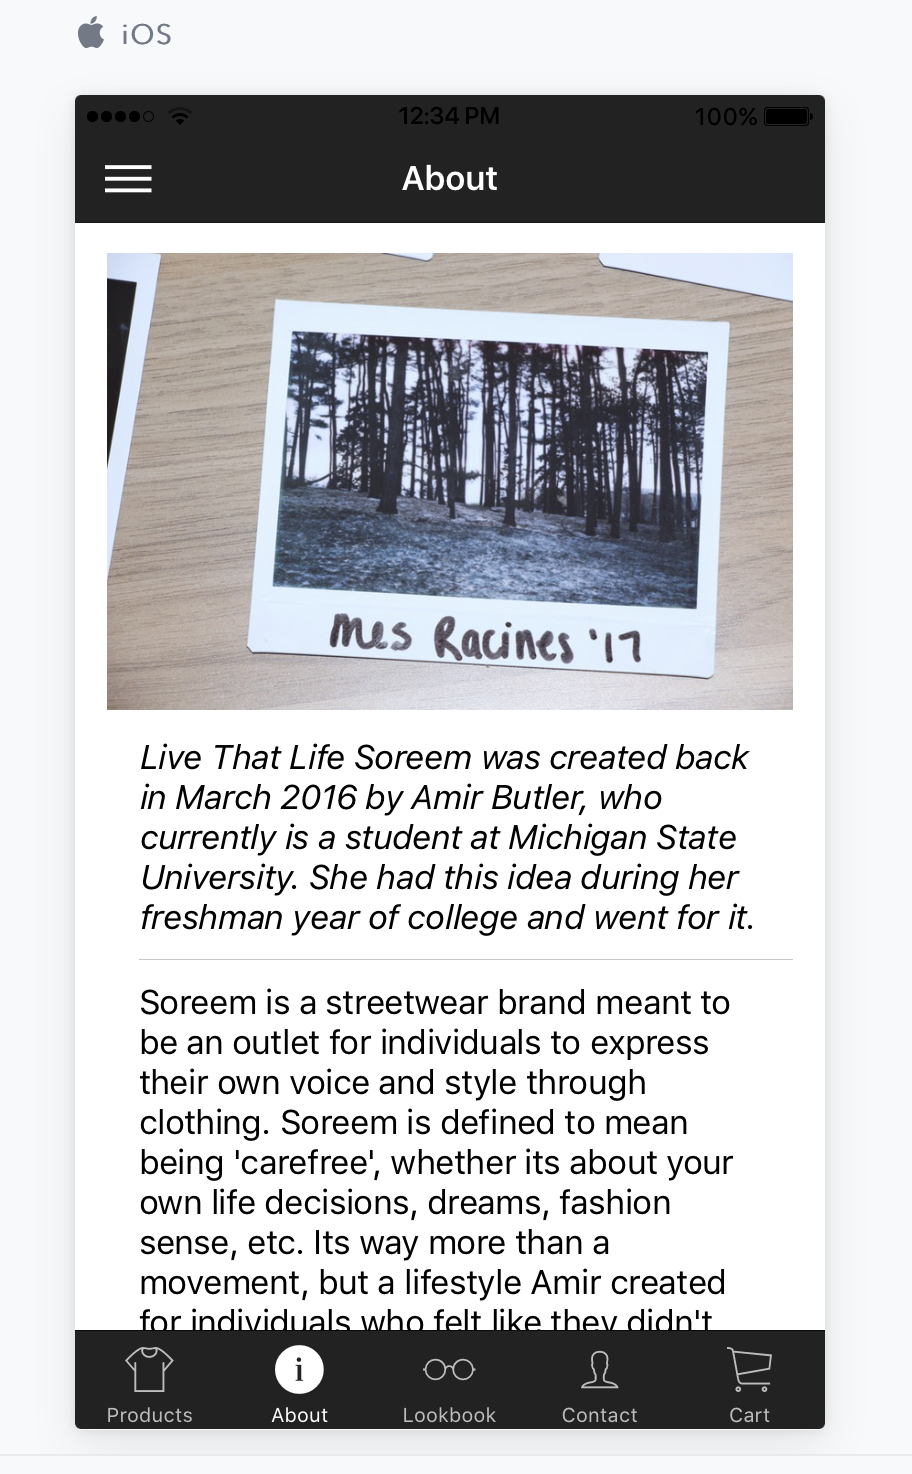 iOS
12:34 PM
100%
About
Mes Racines '17
Live That Life Soreem was created back
in March 2016 by Amir Butler, who
currently is a student at Michigan State
University. She had this idea during her
freshman year of college and went for it.
Soreem is a streetwear brand meant to
be an outlet for individuals to express
their own voice and style through
clothing. Soreem is defined to mean
being 'carefree', whether its about your
own life decisions, dreams, fashion
sense, etc. Its way more than a
movement, but a lifestyle Amir created
for individuals who felt like they didn't
Products
About
Lookbook
Contact
Cart